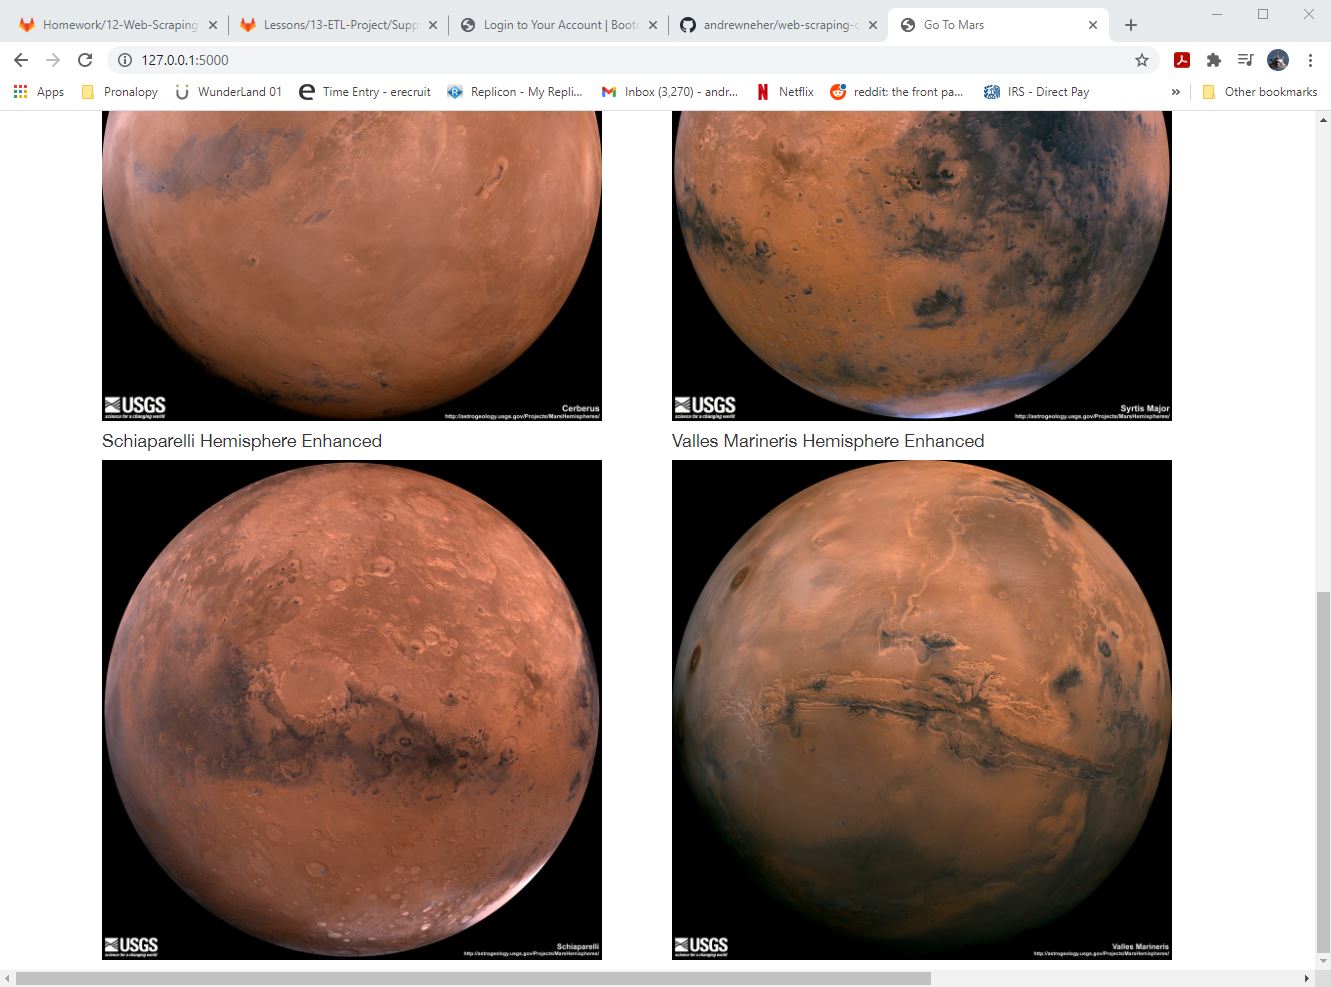 Homework/12-Web-Scraping
Lessons/13-ETL-Project/Supp
Login to Your Account | Bootc
andrewneher/web-scraping-c
Go To Mars
127.0.0.1:5000
Apps
Pronalopy
WunderLand 01
Time Entry - erecruit
Replicon - My Repli...
Inbox (3,270) - andr...
Netflix
reddit: the front pa...
IRS - Direct Pay
»
Other bookmarks
USGS
science for a changing world
Cerberus
http://astrogeology.usgs.gov/Projects/MarsHemispheres/
USGS
science for a changing world
Syrtis Major
http://astrogeology.usgs.gov/Projects/MarsHemispheres/
Schiaparelli Hemisphere Enhanced
Valles Marineris Hemisphere Enhanced
USGS
science for a changing world
Schiaparelli
http://astrogeology.usgs.gov/Projects/MarsHemispheres/
USGS
science for a changing world
Valles Marineris
http://astrogeology.usgs.gov/Projects/MarsHemispheres/